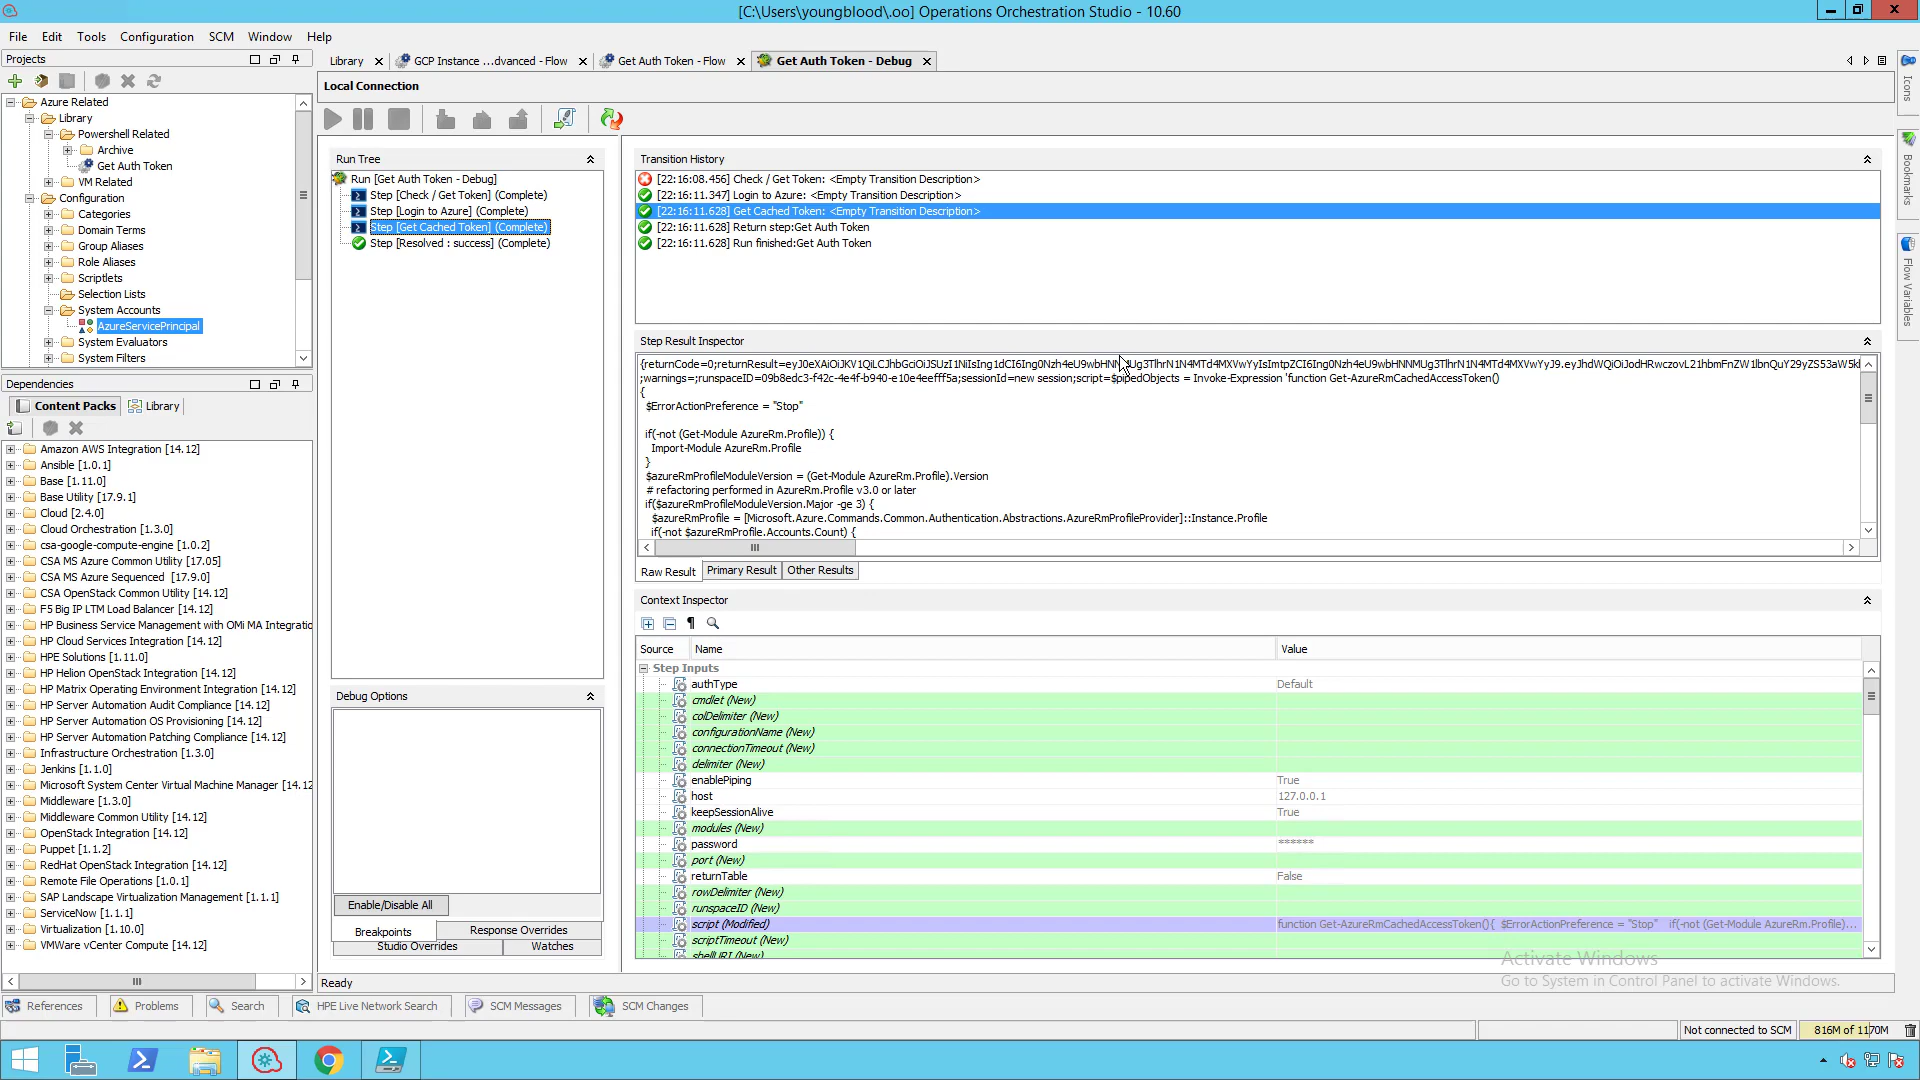 [C:\Users\youngblood\.oo] Operations Orchestration Studio - 10.60
File Edit Tools Configuration SCM Window Help
Projects
Azure Related
Library
Powershell Related
Archive
Get Auth Token
VM Related
Configuration
Categories
Domain Terms
Group Aliases
Role Aliases
Scriptlets
Selection Lists
System Accounts
AzureServicePrincipal
System Evaluators
System Filters
Dependencies
Content Packs Library
Amazon AWS Integration [14.12]
Ansible [1.0.1]
Base [1.11.0]
Base Utility [17.9.1]
Cloud [2.4.0]
Cloud Orchestration [1.3.0]
csa-google-compute-engine [1.0.2]
CSA MS Azure Common Utility [17.05]
CSA MS Azure Sequenced [17.9.0]
CSA OpenStack Common Utility [14.12]
F5 Big IP LTM Load Balancer [14.12]
HP Business Service Management with OMi MA Integratio
HP Cloud Services Integration [14.12]
HPE Solutions [1.11.0]
HP Helion OpenStack Integration [14.12]
HP Matrix Operating Environment Integration [14.12]
HP Server Automation Audit Compliance [14.12]
HP Server Automation OS Provisioning [14.12]
HP Server Automation Patching Compliance [14.12]
Infrastructure Orchestration [1.3.0]
Jenkins [1.1.0]
Microsoft System Center Virtual Machine Manager [14.12
Middleware [1.3.0]
Middleware Common Utility [14.12]
OpenStack Integration [14.12]
Puppet [1.1.2]
RedHat OpenStack Integration [14.12]
Remote File Operations [1.0.1]
SAP Landscape Virtualization Management [1.1.1]
ServiceNow [1.1.1]
Virtualization [1.10.0]
VMWare vCenter Compute [14.12]
Library GCP Instance ...dvanced - Flow Get Auth Token - Flow Get Auth Token - Debug
Local Connection
Run Tree
Run [Get Auth Token - Debug]
Step [Check / Get Token] (Complete)
Step [Login to Azure] (Complete)
Step [Get Cached Token] (Complete)
Step [Resolved : success] (Complete)
Debug Options
Enable/Disable All
Breakpoints Response Overrides
Studio Overrides Watches
Transition History
[22:16:08.456] Check / Get Token: <Empty Transition Description>
[22:16:11.347] Login to Azure: <Empty Transition Description>
[22:16:11.628] Get Cached Token: <Empty Transition Description>
[22:16:11.628] Return step:Get Auth Token
[22:16:11.628] Run finished:Get Auth Token
Step Result Inspector
{returnCode=0;returnResult=
;warnings=;runspaceID=09b8edc3-f42c-4e4f-b940-e10e4eefff5a;sessionId=new session;script=$pipedObjects = Invoke-Expression 'function Get-AzureRmCachedAccessToken()
{
$ErrorActionPreference = "Stop"
if(-not (Get-Module AzureRm.Profile)) {
Import-Module AzureRm.Profile
}
$azureRmProfileModuleVersion = (Get-Module AzureRm.Profile).Version
# refactoring performed in AzureRm.Profile v3.0 or later
if($azureRmProfileModuleVersion.Major -ge 3) {
$azureRmProfile = [Microsoft.Azure.Commands.Common.Authentication.Abstractions.AzureRmProfileProvider]::Instance.Profile
if(-not $azureRmProfile.Accounts.Count) {
Raw Result Primary Result Other Results
Context Inspector
Source Name Value
Step Inputs
authType Default
cmdlet (New)
colDelimiter (New)
configurationName (New)
connectionTimeout (New)
delimiter (New)
enablePiping True
host 127.0.0.1
keepSessionAlive True
modules (New)
password ******
port (New)
returnTable False
rowDelimiter (New)
runspaceID (New)
script (Modified) function Get-AzureRmCachedAccessToken(){ $ErrorActionPreference = "Stop" if(-not (Get-Module AzureRm.Profile)...
scriptTimeout (New)
shellURI (New)
Activate Windows
Go to System in Control Panel to activate Windows.
Ready
References Problems Search HPE Live Network Search SCM Messages SCM Changes
Not connected to SCM 816M of 1170M
Icons
Bookmarks
Flow Variables